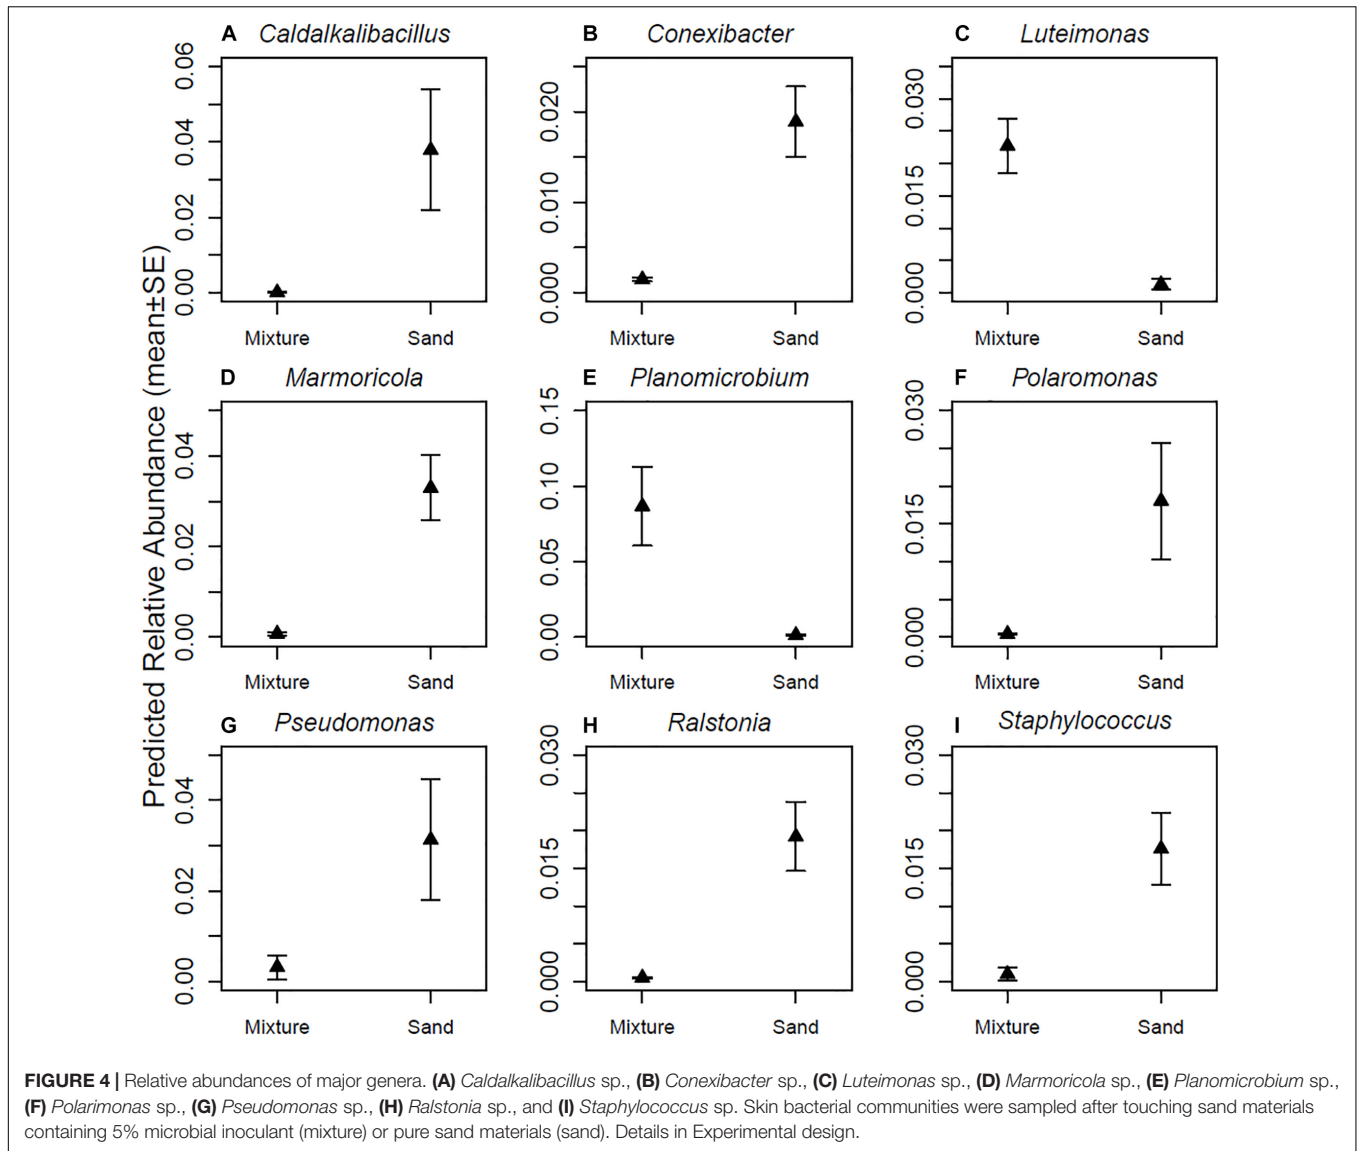 A Caldalkalibacillus
B Conexibacter
C Luteimonas
Predicted Relative Abundance (mean±SE)
0.06
0.04
0.02
0.00
Mixture Sand
0.020
0.010
0.000
Mixture Sand
0.030
0.015
0.000
Mixture Sand
D Marmoricola
E Planomicrobium
F Polaromonas
0.04
0.02
0.00
Mixture Sand
0.15
0.10
0.05
0.00
Mixture Sand
0.030
0.015
0.000
Mixture Sand
G Pseudomonas
H Ralstonia
I Staphylococcus
0.04
0.02
0.00
Mixture Sand
0.030
0.015
0.000
Mixture Sand
0.030
0.015
0.000
Mixture Sand
FIGURE 4 | Relative abundances of major genera. (A) Caldalkalibacillus sp., (B) Conexibacter sp., (C) Luteimonas sp., (D) Marmoricola sp., (E) Planomicrobium sp.,
(F) Polarimonas sp., (G) Pseudomonas sp., (H) Ralstonia sp., and (I) Staphylococcus sp. Skin bacterial communities were sampled after touching sand materials
containing 5% microbial inoculant (mixture) or pure sand materials (sand). Details in Experimental design.